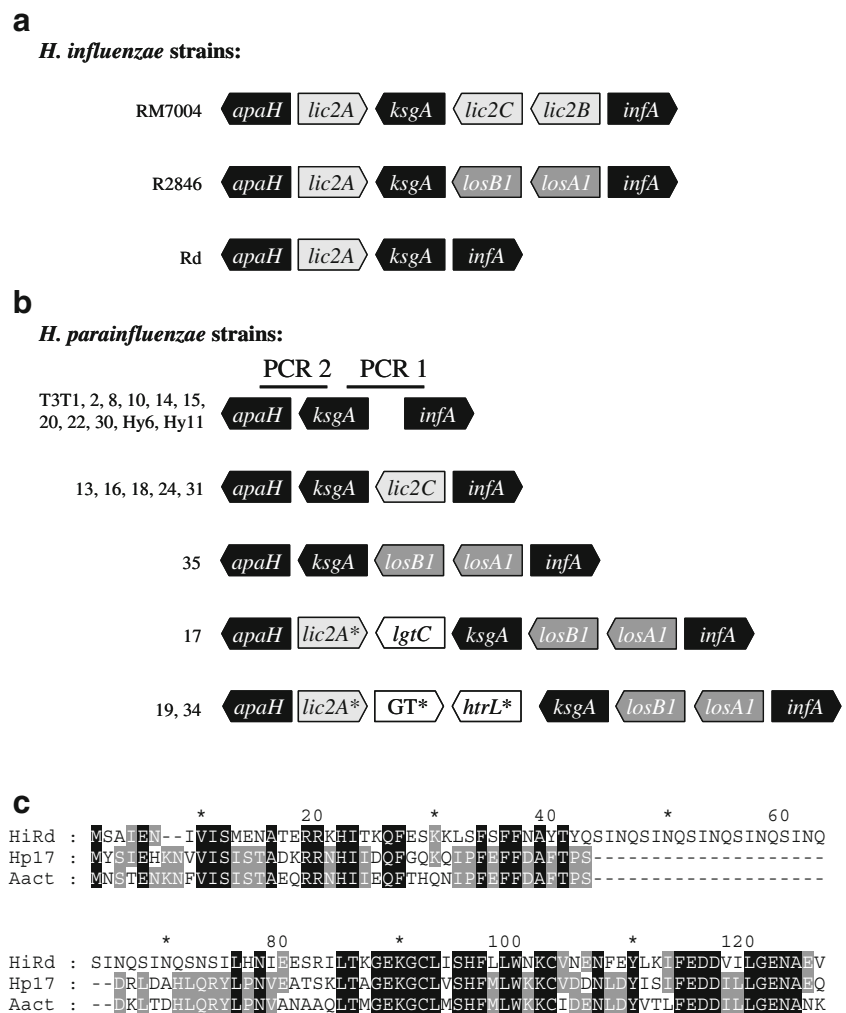 a
H. influenzae strains:
RM7004 apaH lic2A ksgA lic2C lic2B infA
R2846 apaH lic2A ksgA losB1 losA1 infA
Rd apaH lic2A ksgA infA
b
H. parainfluenzae strains:
PCR 2 PCR 1
T3T1, 2, 8, 10, 14, 15,
20, 22, 30, Hy6, Hy11 apaH ksgA infA
13, 16, 18, 24, 31 apaH ksgA lic2C infA
35 apaH ksgA losB1 losA1 infA
17 apaH lic2A* lgtC ksgA losB1 losA1 infA
19, 34 apaH lic2A* GT* htrL* ksgA losB1 losA1 infA
c
* 20 * 40 * 60
HiRd : MSAIEN--IVISMENATERRKHITKQFESKKLSFSFFNAYTYQSINQSINQSINQSINQSINQ
Hp17 : MYSIEHKNVVISISTADKRRNHIIDQFGQKQIPFEFFDAFTPS--------------------
Aact : MNSTENKNFVISISTAEQRRNHIIEQFTHQNIPFEFFDAFTPS--------------------
* 80 * 100 * 120
HiRd : SINQSINQSNSILHNIEESRILTKGEKGCLISHFLLWNKCVNENFEYLKIFEDDVILGENAEV
Hp17 : --DRLDAHLQRYLPNVEATSKLTAGEKGCLVSHFMLWKKCVDDNLDYISIFEDDILLGENAEQ
Aact : --DKLTDHLQRYLPNVANAAQLTMGEKGCLMSHFMLWKKCIDENLDYVTLFEDDILLGENANK